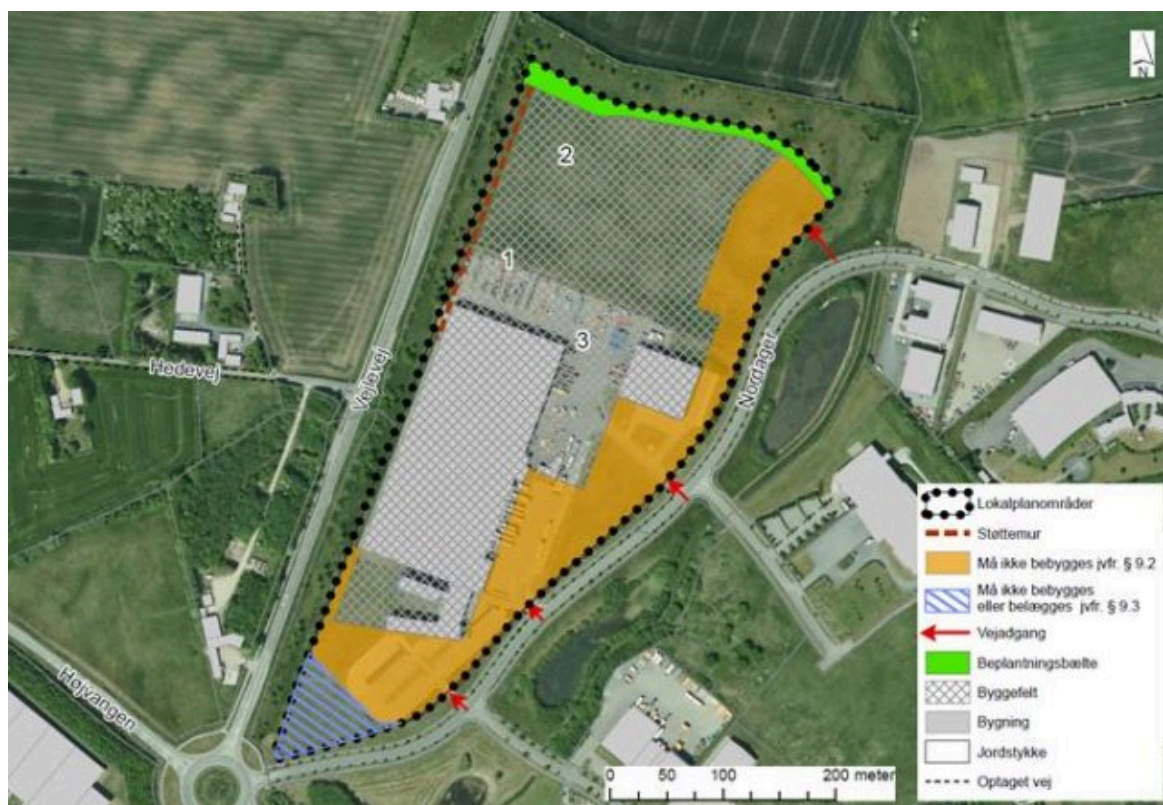 N
2
1
3
Hedevej
Vejlevej
Nordager
Højvangen
Lokalplanområder
Støttemur
Må ikke bebygges jvfr. § 9.2
Må ikke bebygges
eller belægges jvfr. § 9.3
Vejadgang
Beplantningsbælte
Byggefelt
Bygning
Jordstykke
Optaget vej
0 50 100 200 meter